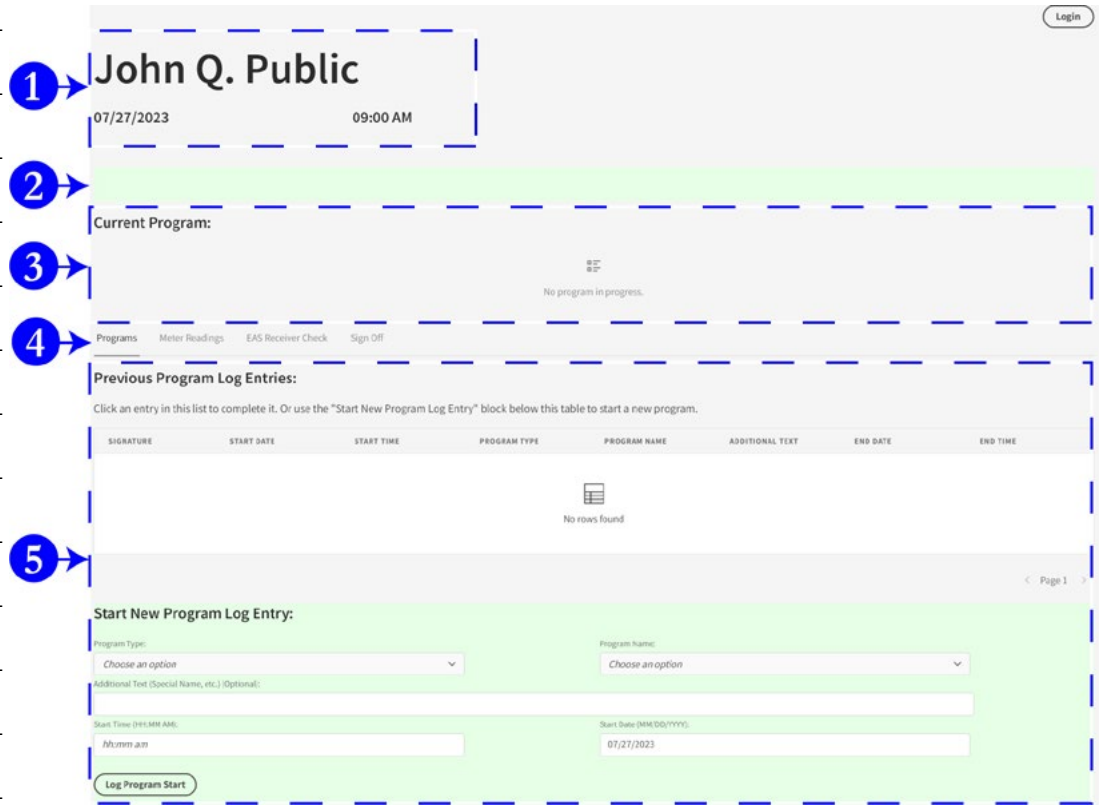 Login
1
John Q. Public
07/27/2023 09:00 AM
2
Current Program:
3
No program in progress.
4
Programs Meter Readings EAS Receiver Check Sign Off
Previous Program Log Entries:
Click an entry in this list to complete it. Or use the "Start New Program Log Entry" block below this table to start a new program.
SIGNATURE START DATE START TIME PROGRAM TYPE PROGRAM NAME ADDITIONAL TEXT END DATE END TIME
No rows found
5
< Page 1 >
Start New Program Log Entry:
Program Type: Program Name:
Choose an option Choose an option
Additional Text (Special Name, etc.) (Optional):
Start Time (HH:MM AM): Start Date (MM/DD/YYYY):
hh:mm am 07/27/2023
Log Program Start